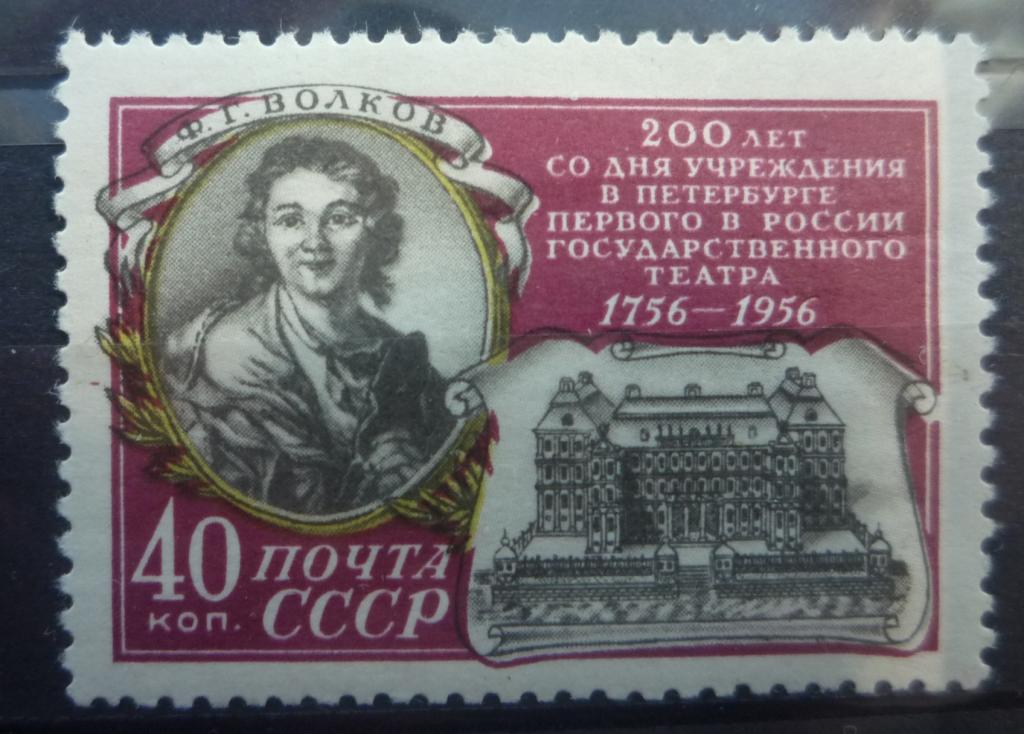 Ф. Г. ВОЛКОВ
200 ЛЕТ
СО ДНЯ УЧРЕЖДЕНИЯ
В ПЕТЕРБУРГЕ
ПЕРВОГО В РОССИИ
ГОСУДАРСТВЕННОГО
ТЕАТРА
1756—1956
40 ПОЧТА
КОП. СССР